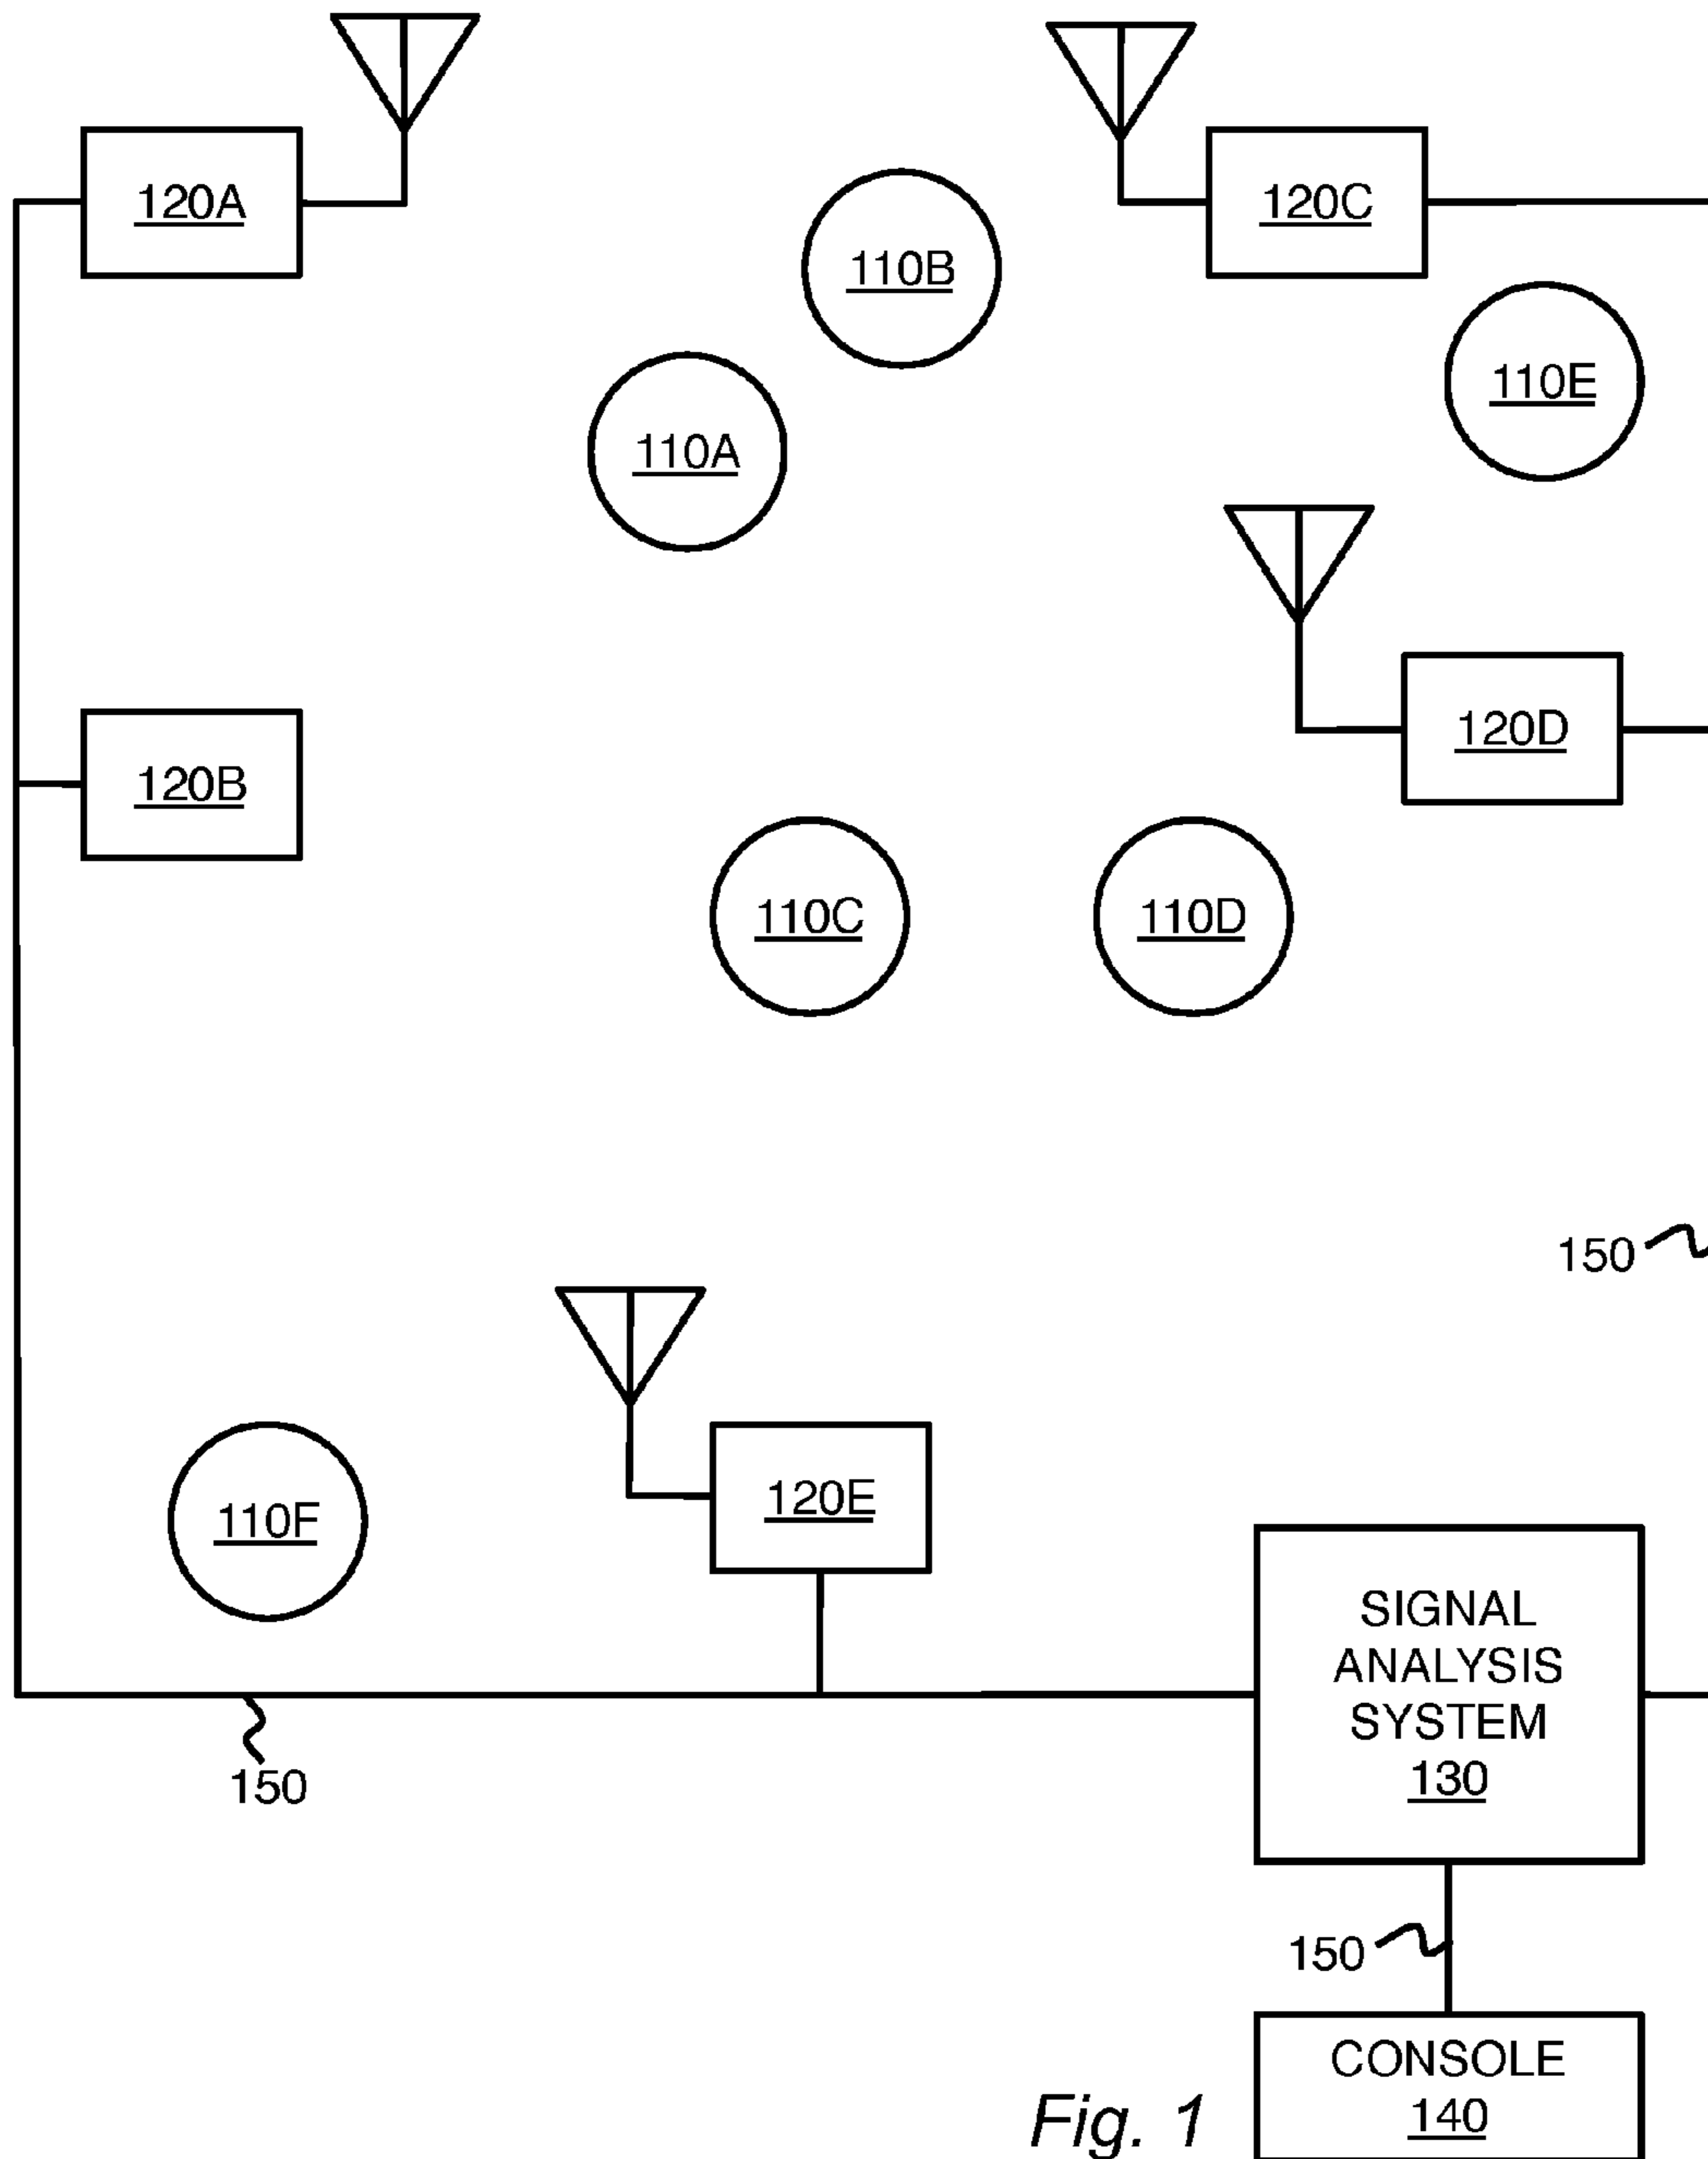 120A
120C
110B
110E
110A
120D
120B
110C
110D
150
120E
110F
SIGNAL
ANALYSIS
SYSTEM
130
150
150
CONSOLE
140
Fig. 1